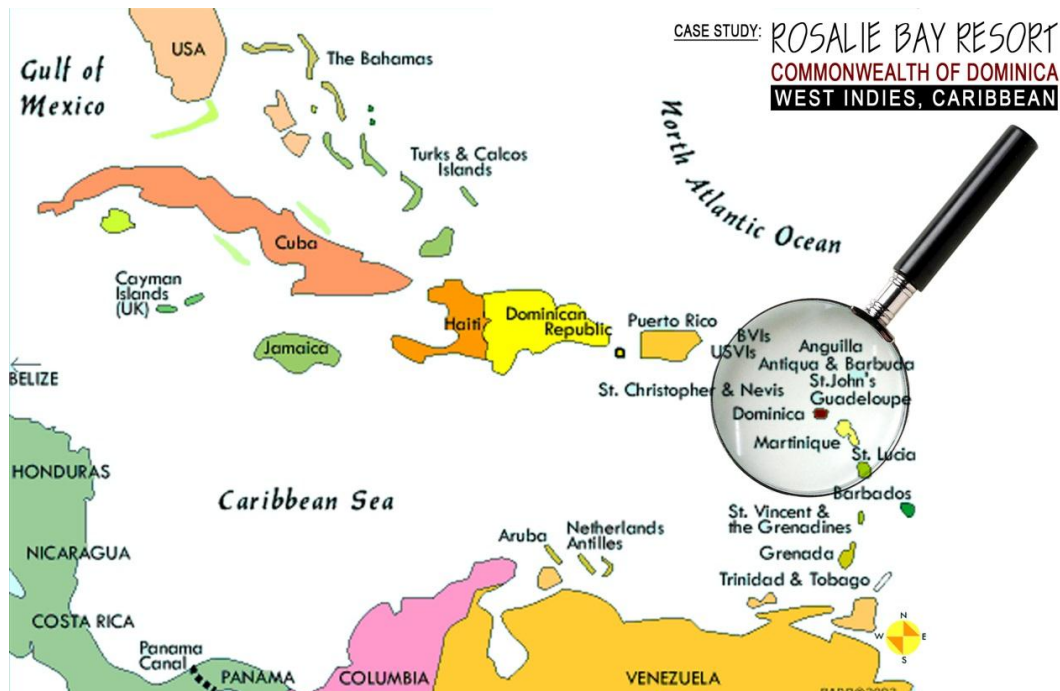 CASE STUDY: ROSALIE BAY RESORT
COMMONWEALTH OF DOMINICA
WEST INDIES, CARIBBEAN
USA
Gulf of
Mexico
The Bahamas
North Atlantic Ocean
Turks & Calcos
Islands
Cuba
Cayman
Islands
(UK)
Haiti
Dominican
Republic
Puerto Rico
Jamaica
BVIs
USVIs
Anguilla
Antiqua & Barbuda
St.John's
Guadeloupe
BELIZE
St. Christopher & Nevis
Dominica
Martinique
St. Lucia
HONDURAS
Caribbean Sea
Barbados
St. Vincent &
the Grenadines
Aruba
Netherlands
Antilles
NICARAGUA
Grenada
Trinidad & Tobago
COSTA RICA
N
W
E
S
Panama
Canal
PANAMA
COLUMBIA
VENEZUELA